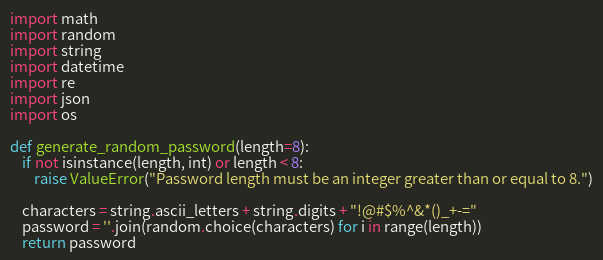 import math
import random
import string
import datetime
import re
import json
import os

def generate_random_password(length=8):
    if not isinstance(length, int) or length < 8:
        raise ValueError("Password length must be an integer greater than or equal to 8.")

    characters = string.ascii_letters + string.digits + "!@#$%^&*()_+-="
    password = ''.join(random.choice(characters) for i in range(length))
    return password